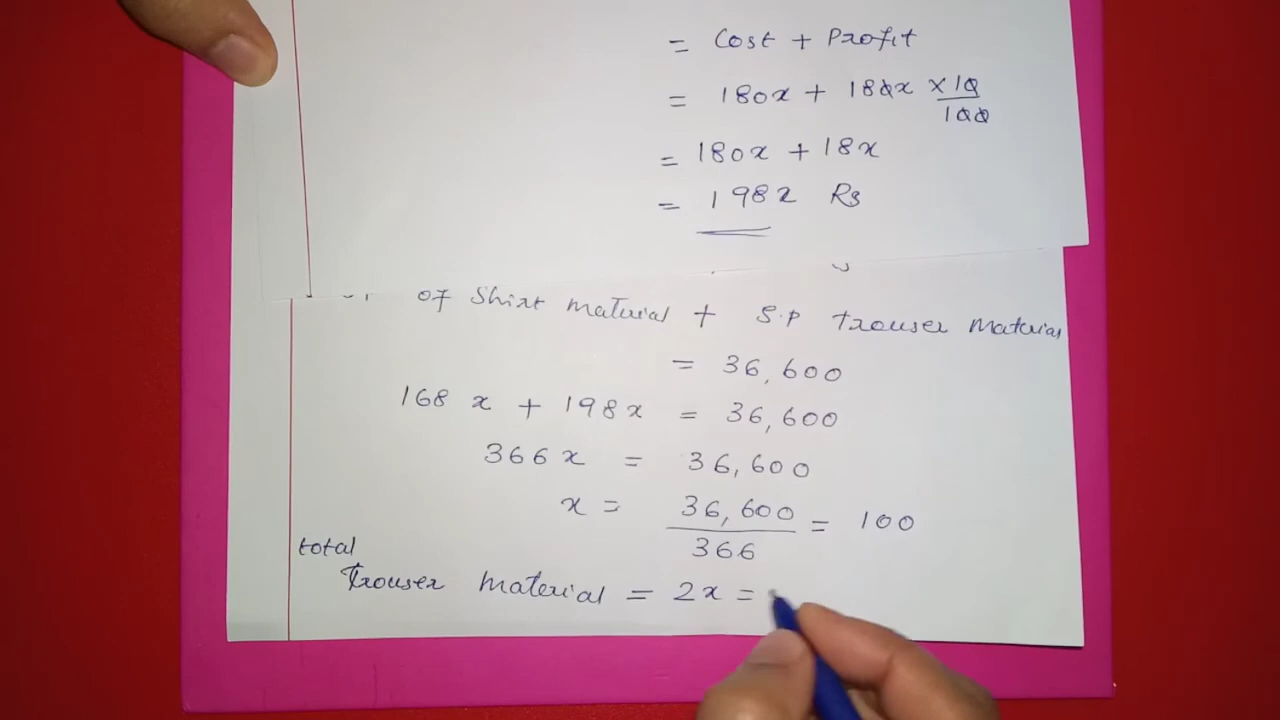 = Cost + Profit
= 180x + 180x × 10/100
= 180x + 18x
= 198x Rs
of Shirt material + S.P trouser material
= 36,600
168 x + 198x = 36,600
366x = 36,600
x = 36,600/366 = 100
total
Trouser material = 2x =